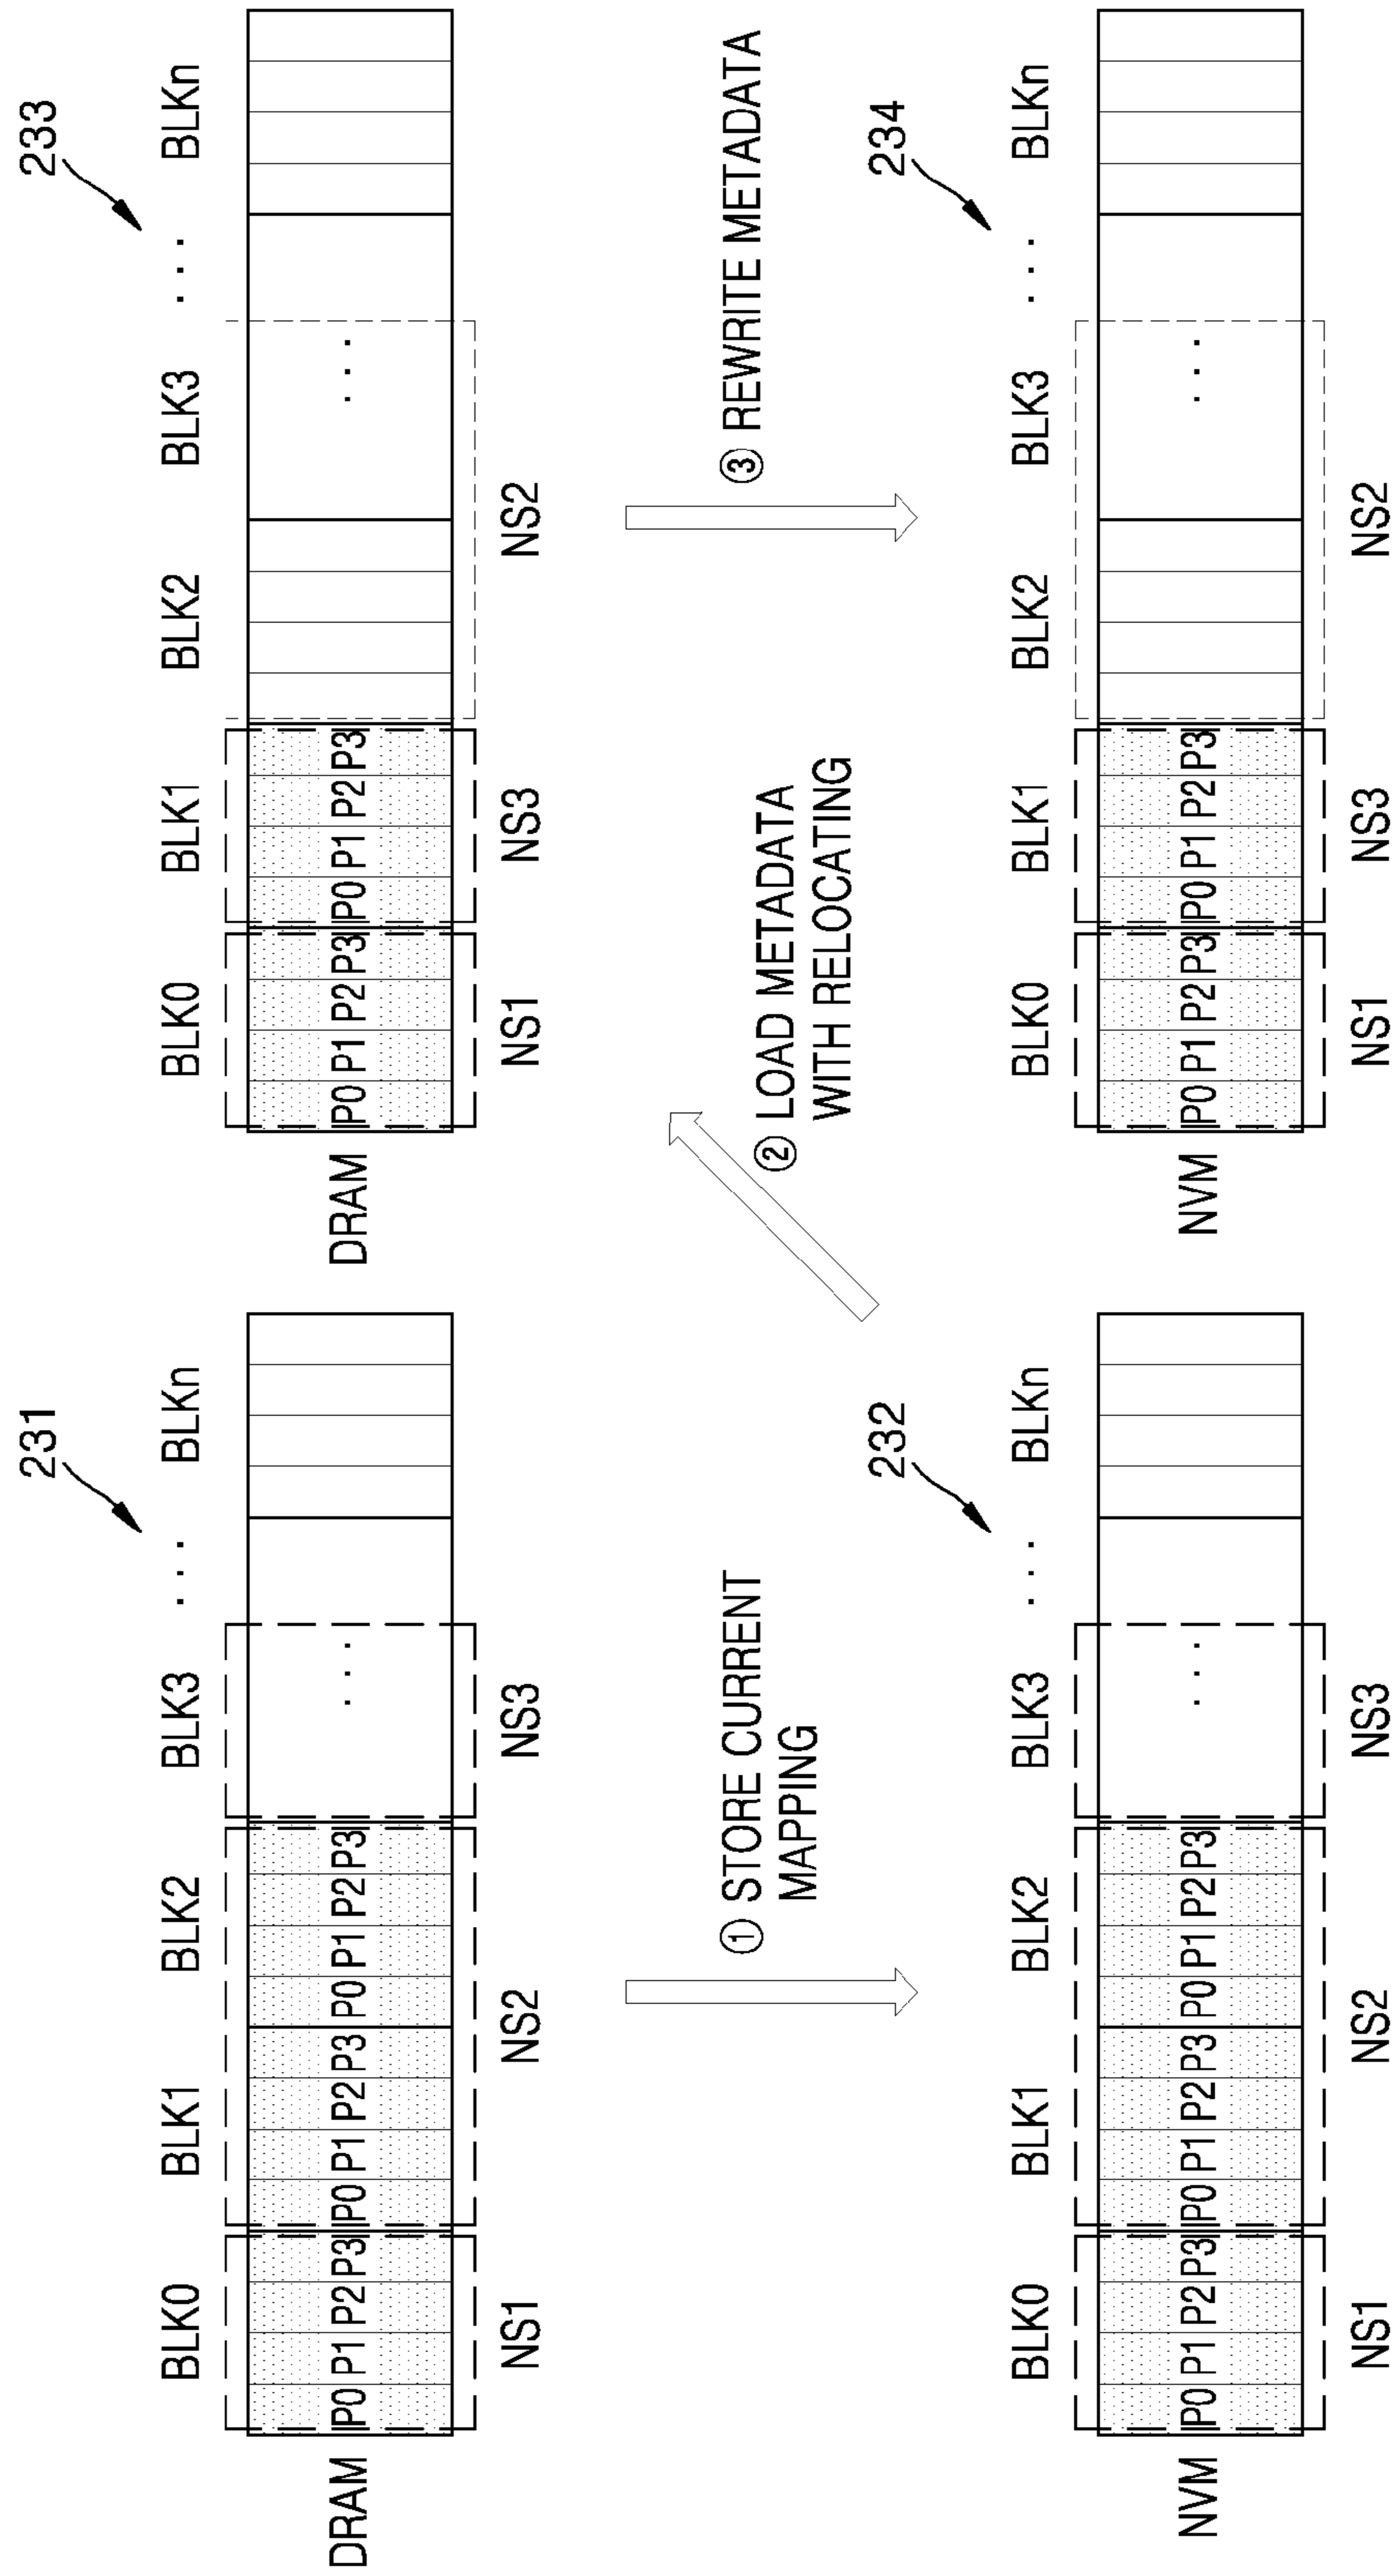 231
BLK0 BLK1 BLK2 BLK3 ... BLKn
DRAM P0 P1 P2 P3 P0 P1 P2 P3 P0 P1 P2 P3 ...
NS1 NS2 NS3
① STORE CURRENT
MAPPING
232
BLK0 BLK1 BLK2 BLK3 ... BLKn
NVM P0 P1 P2 P3 P0 P1 P2 P3 P0 P1 P2 P3 ...
NS1 NS2 NS3
② LOAD METADATA
WITH RELOCATING
233
BLK0 BLK1 BLK2 BLK3 ... BLKn
DRAM P0 P1 P2 P3 P0 P1 P2 P3 ...
NS1 NS3 NS2
③ REWRITE METADATA
234
BLK0 BLK1 BLK2 BLK3 ... BLKn
NVM P0 P1 P2 P3 P0 P1 P2 P3 ...
NS1 NS3 NS2